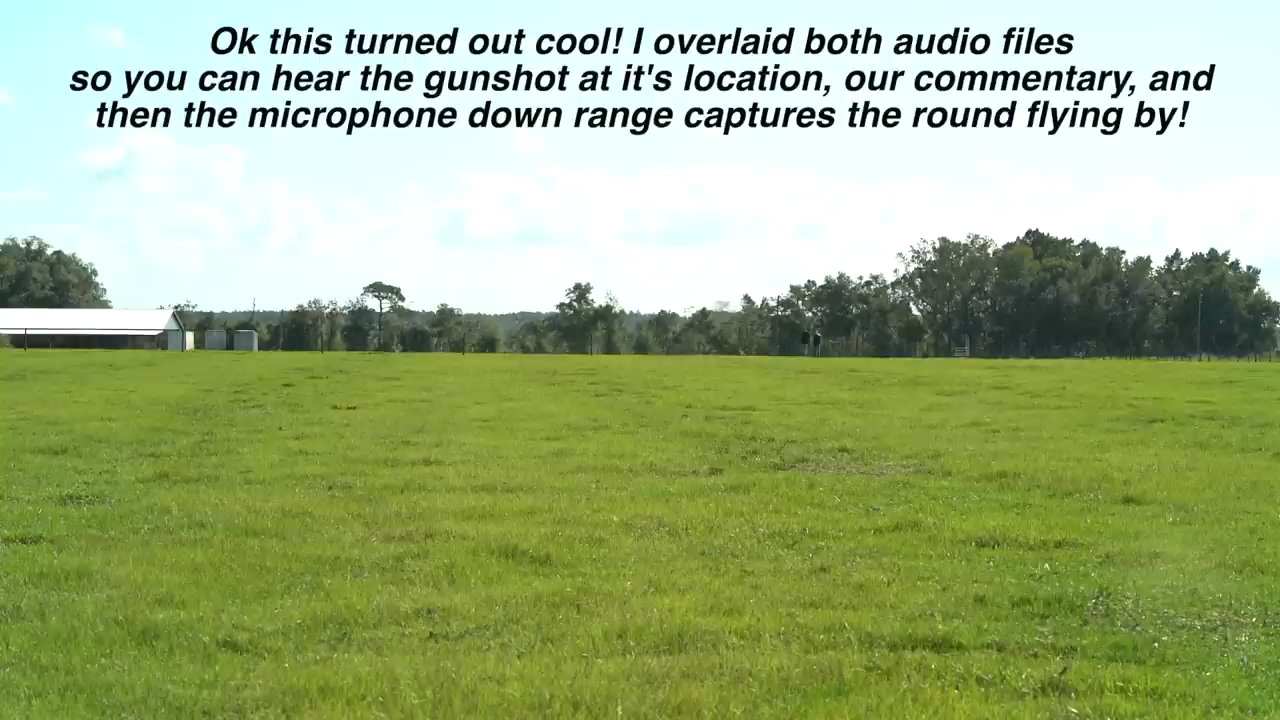 Ok this turned out cool! I overlaid both audio files
so you can hear the gunshot at it's location, our commentary, and
then the microphone down range captures the round flying by!